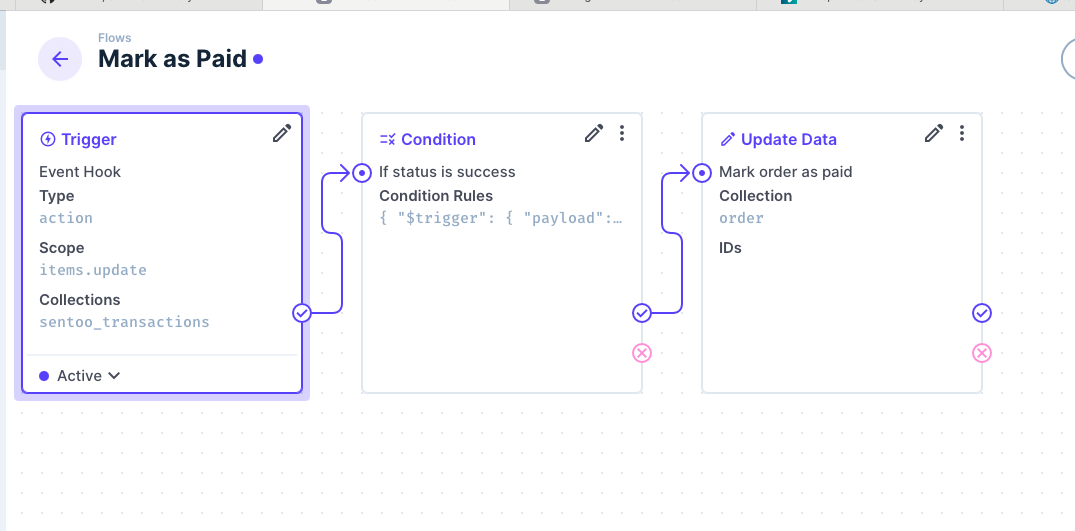 Flows
Mark as Paid
Trigger
Event Hook
Type
action
Scope
items.update
Collections
sentoo_transactions
Active
Condition
If status is success
Condition Rules
{ "$trigger": { "payload":…
Update Data
Mark order as paid
Collection
order
IDs